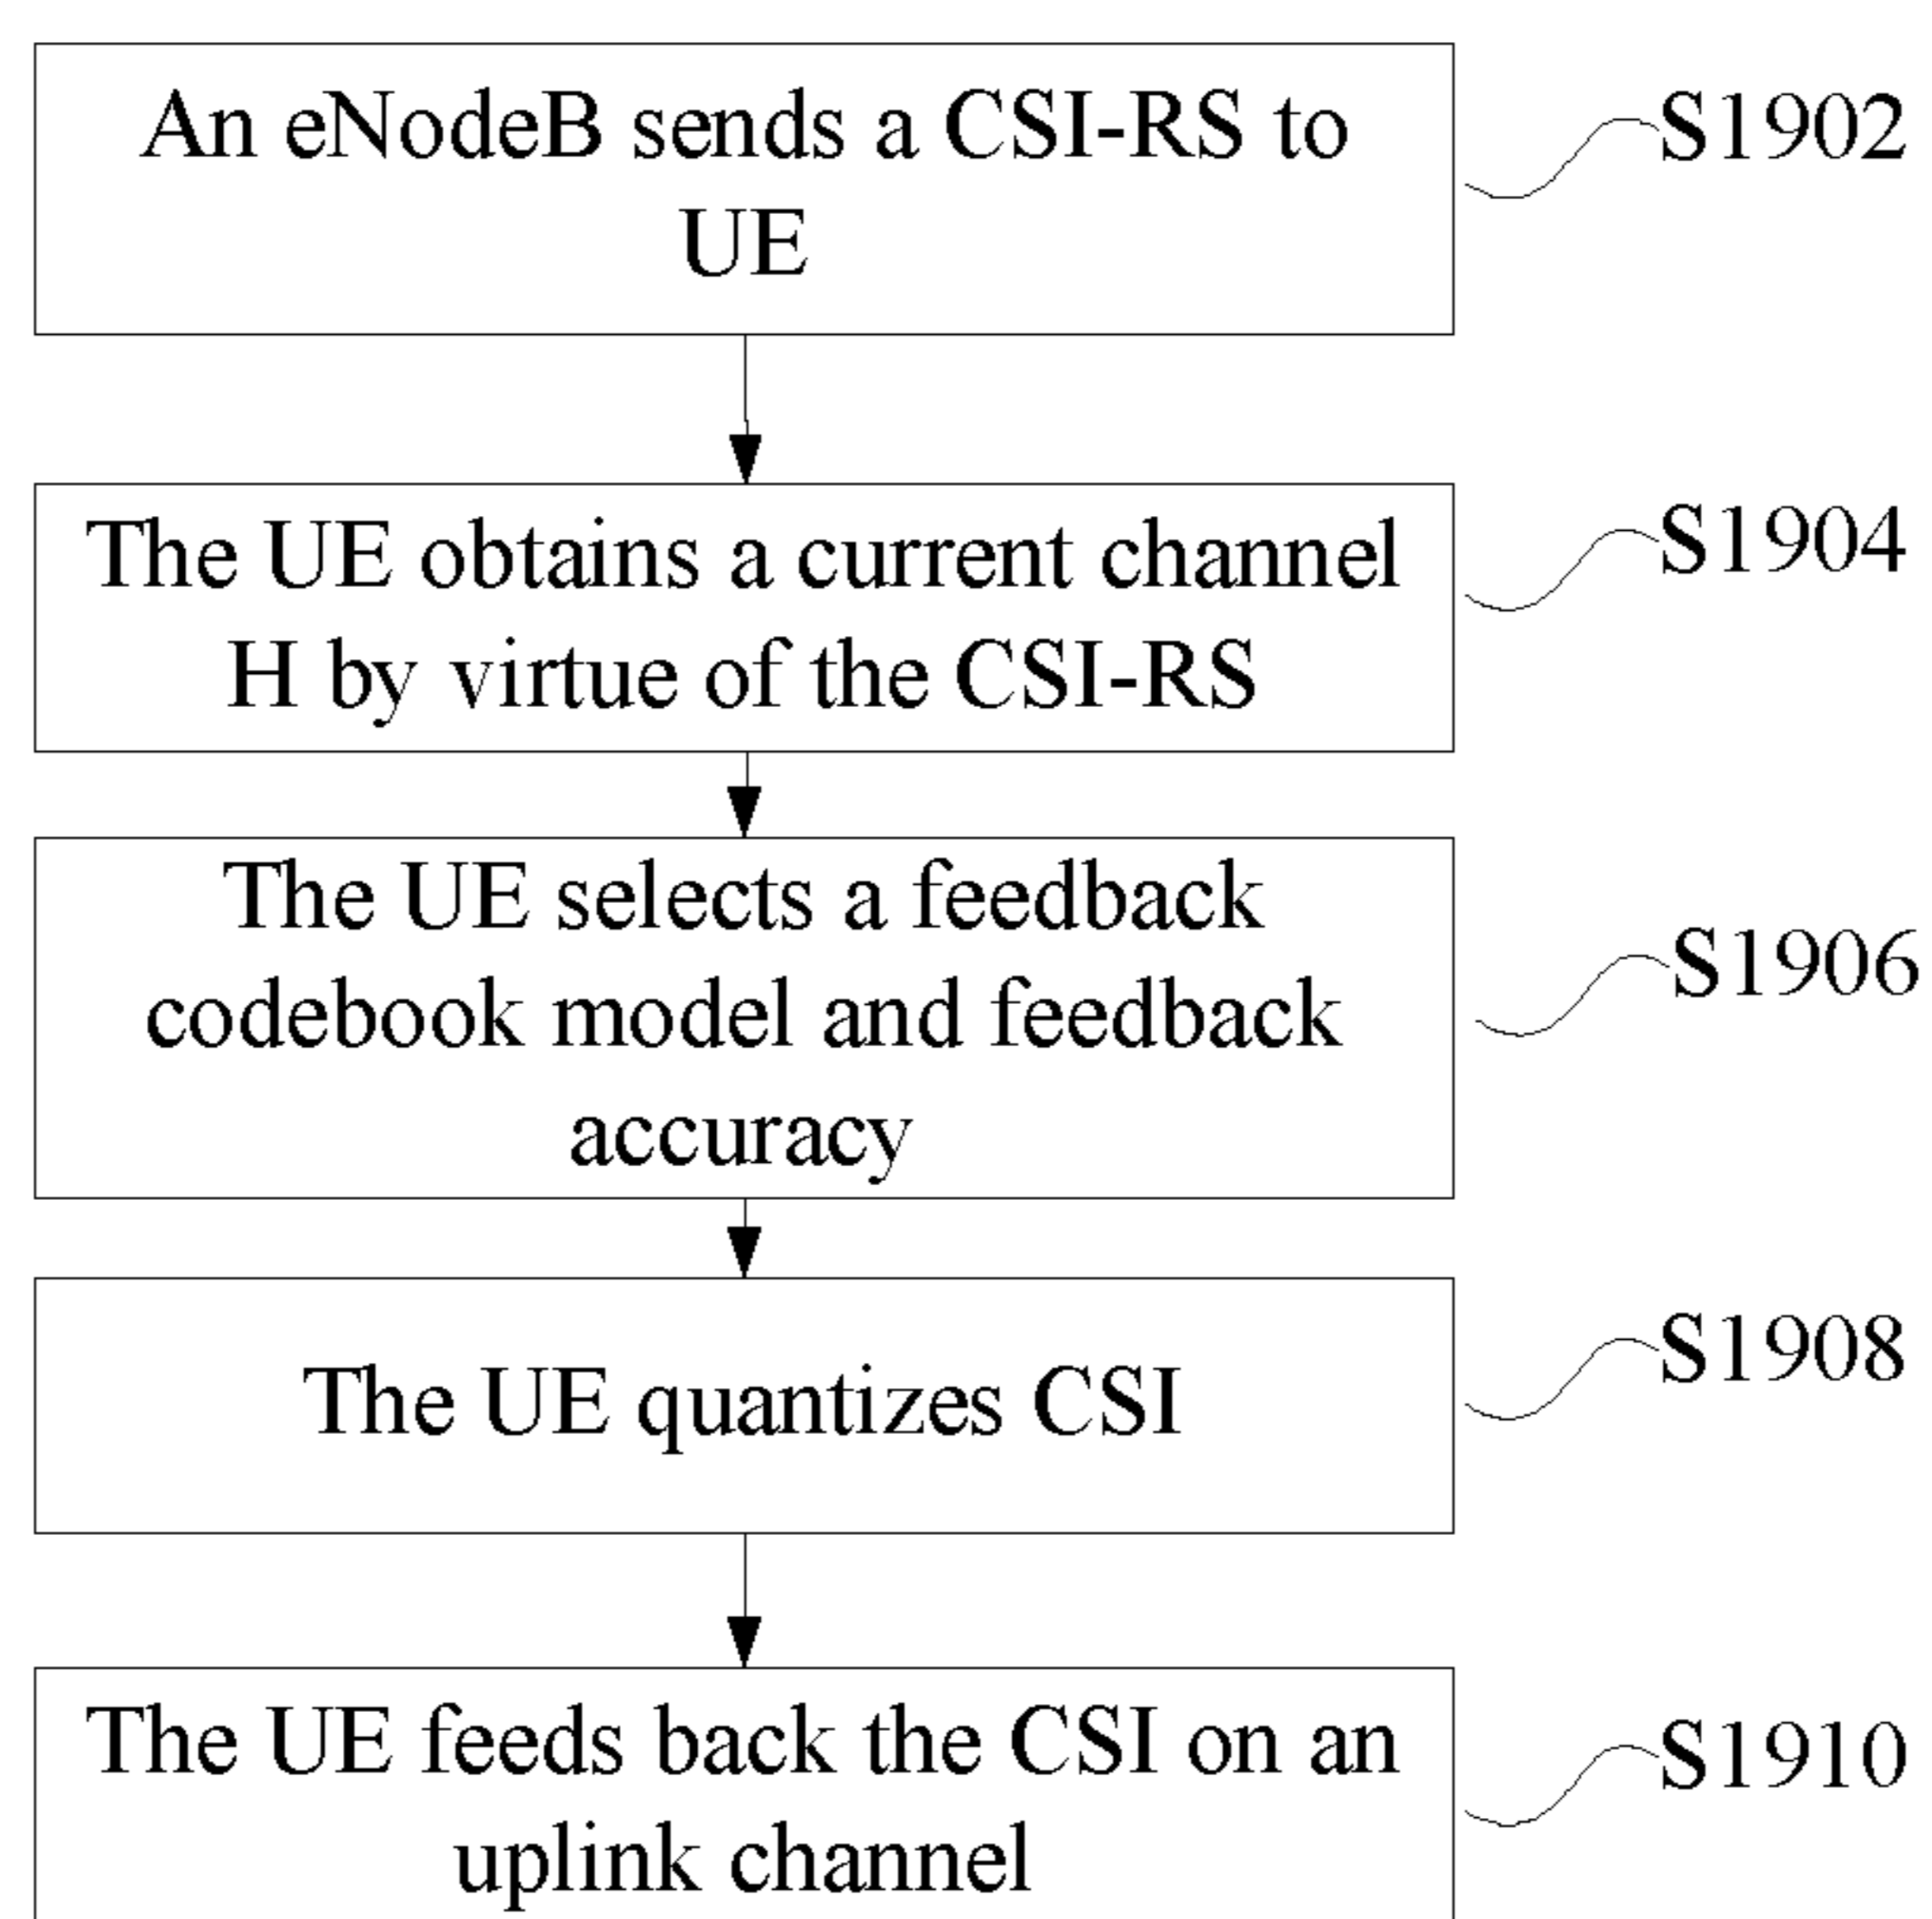 An eNodeB sends a CSI-RS to
UE
S1902
The UE obtains a current channel
H by virtue of the CSI-RS
S1904
The UE selects a feedback
codebook model and feedback
accuracy
S1906
The UE quantizes CSI
S1908
The UE feeds back the CSI on an
uplink channel
S1910